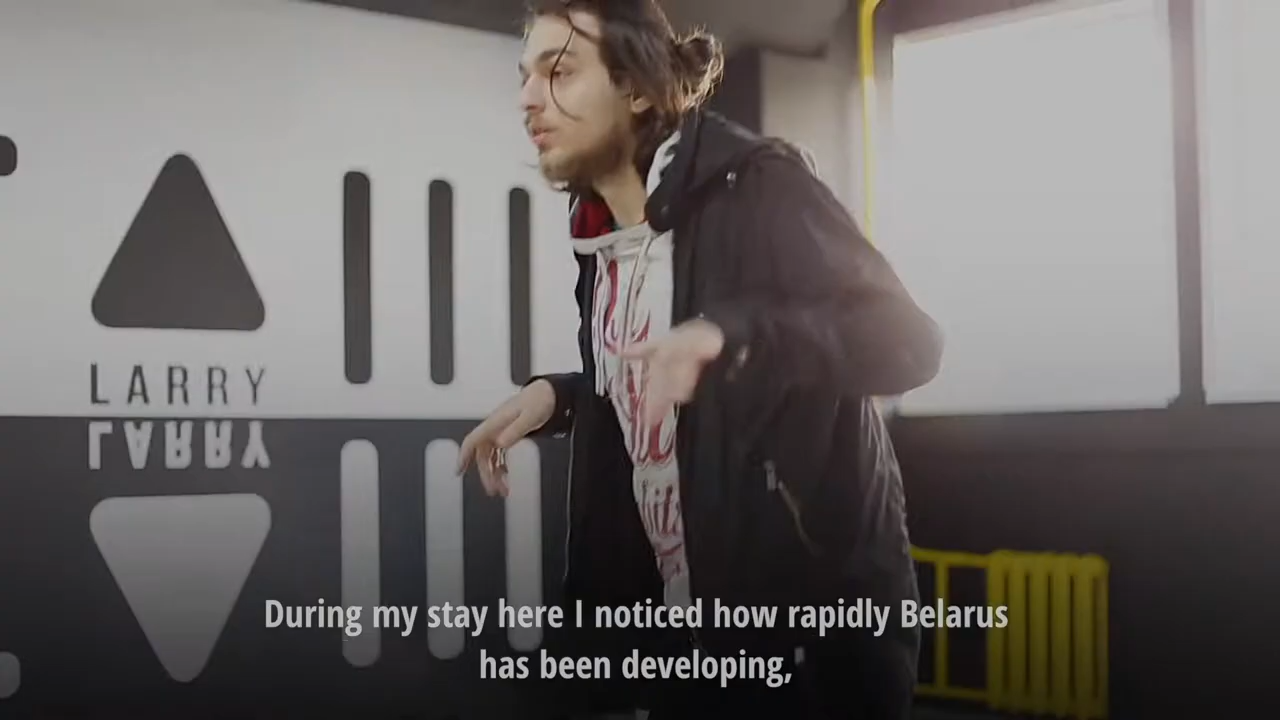 LARRY
LARRY
During my stay here I noticed how rapidly Belarus
has been developing,